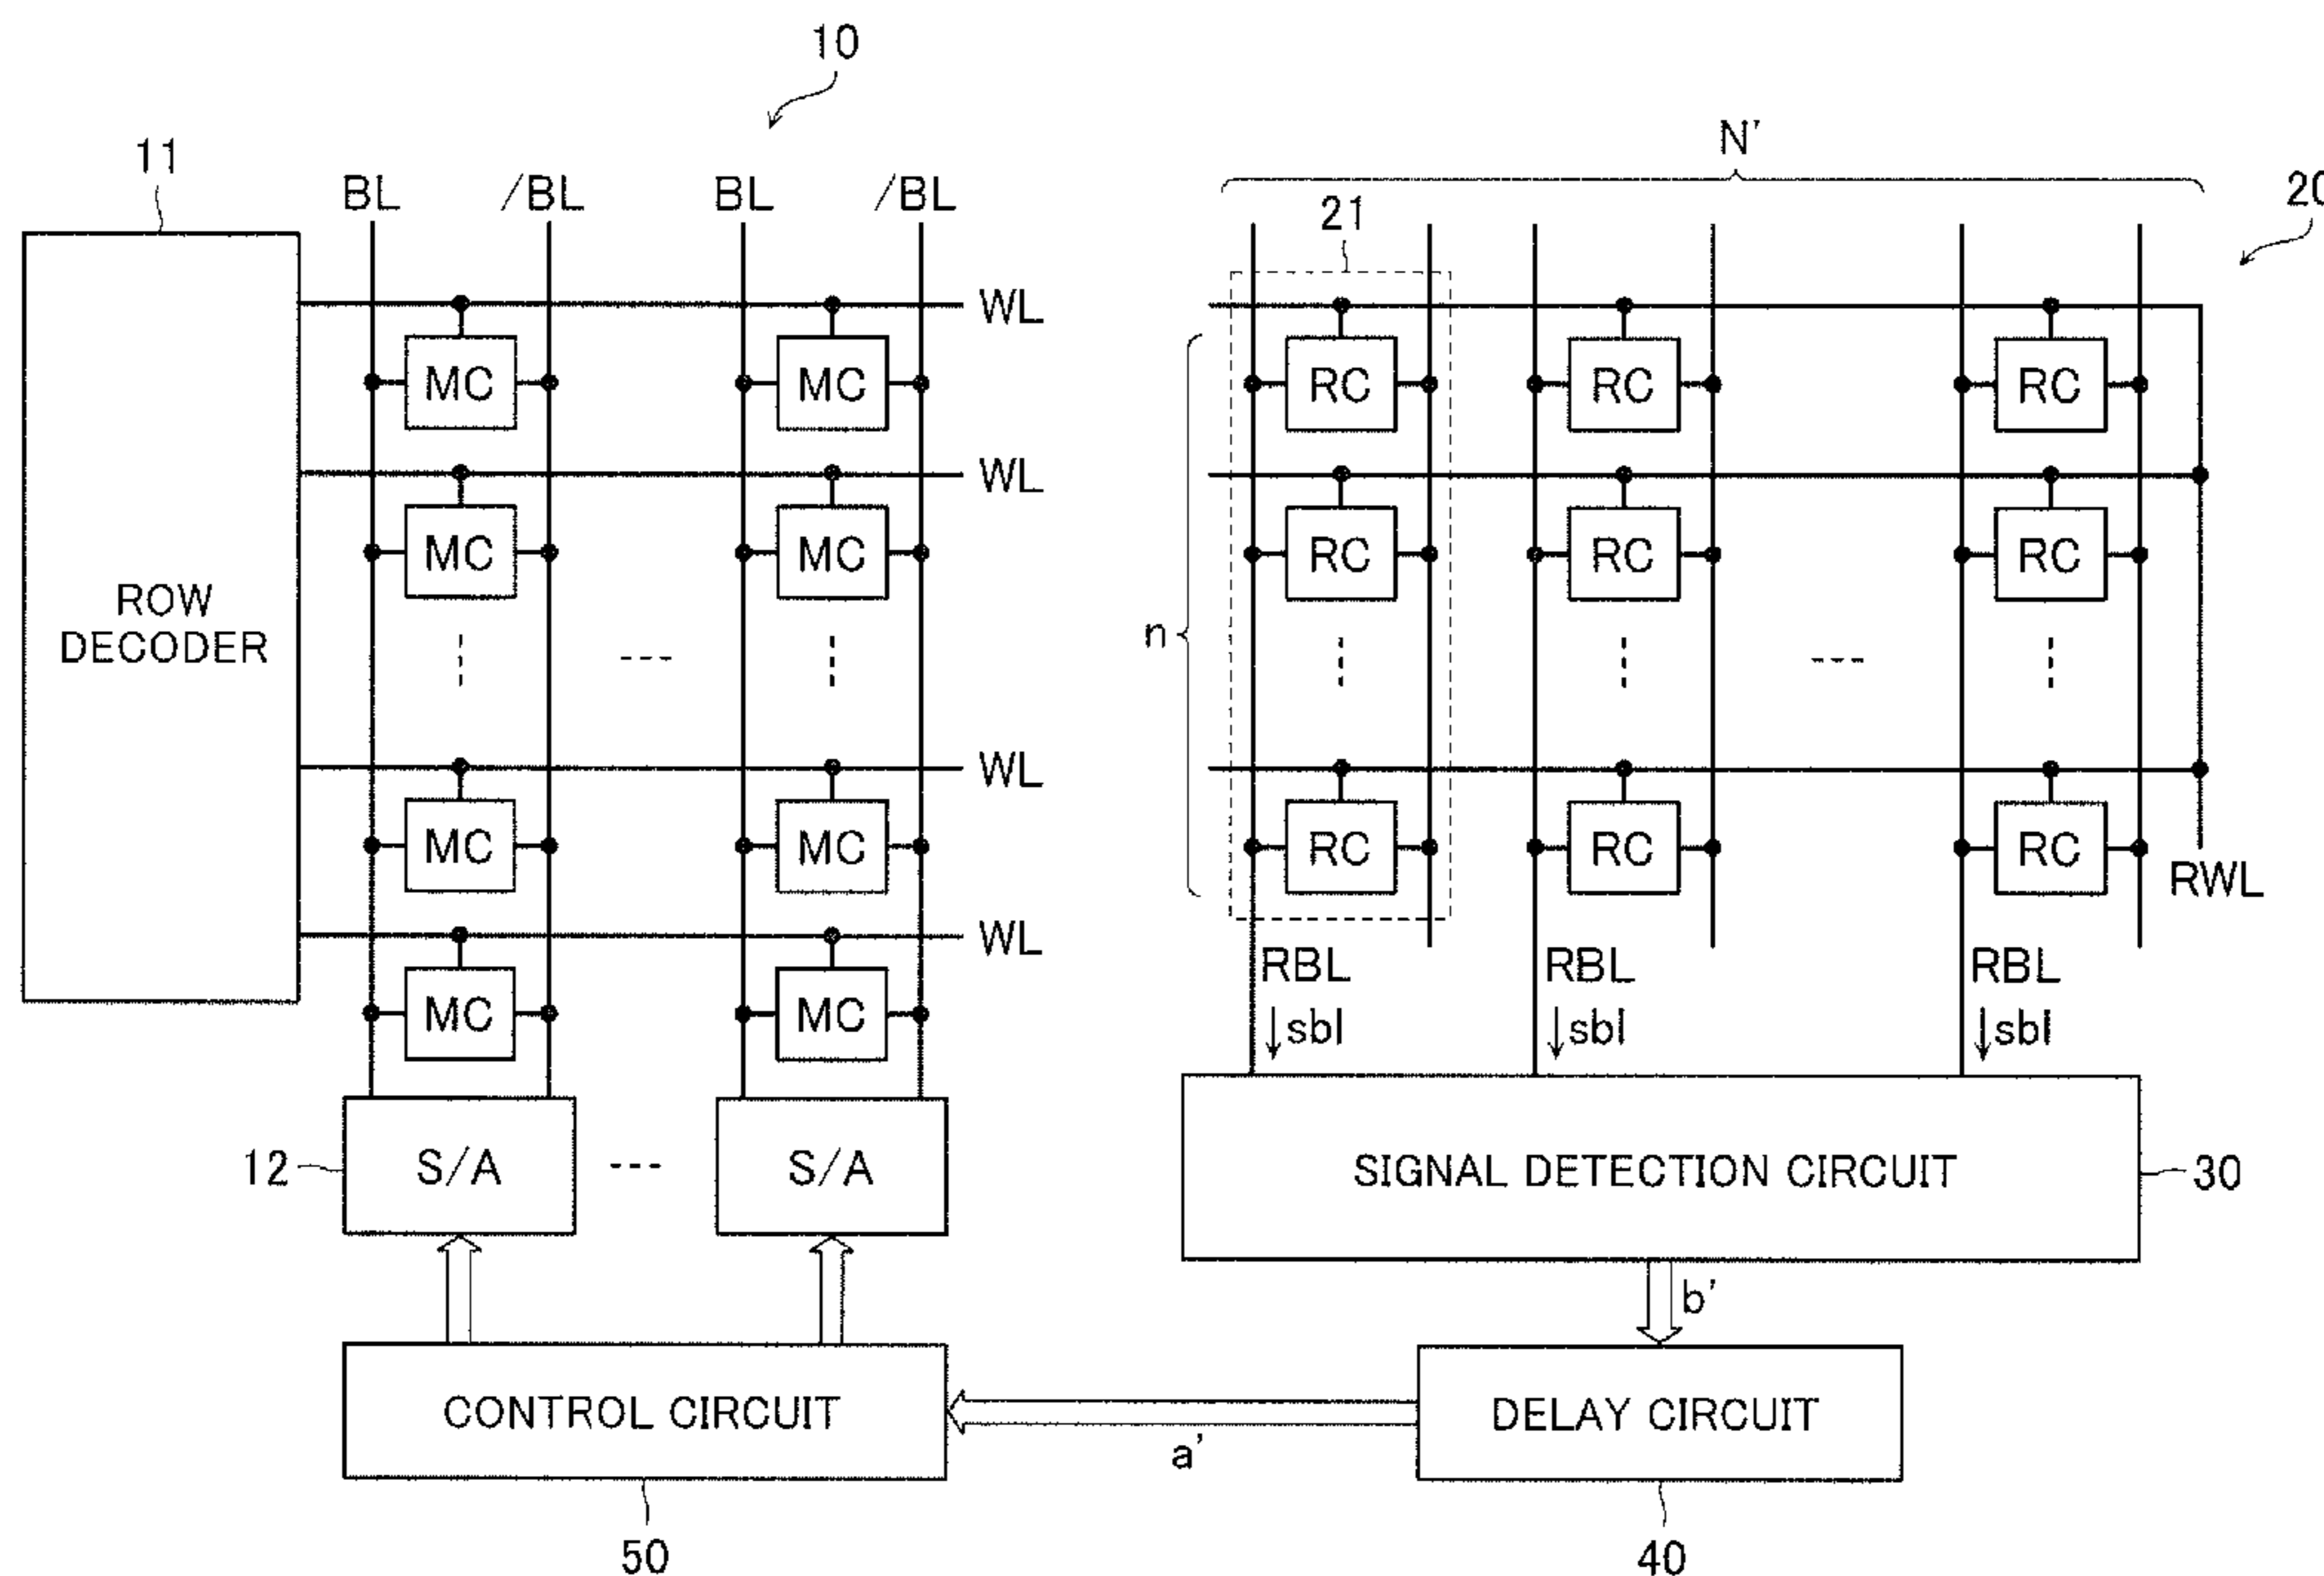 10
N'
11
20
BL /BL BL /BL
21
WL
MC MC RC RC RC
WL
MC MC RC RC RC
ROW
DECODER
n
WL
MC MC RC RC RC
RWL
WL
RBL RBL RBL
MC MC
sbl sbl sbl
12 S/A S/A
SIGNAL DETECTION CIRCUIT 30
b'
CONTROL CIRCUIT
DELAY CIRCUIT
a'
50
40